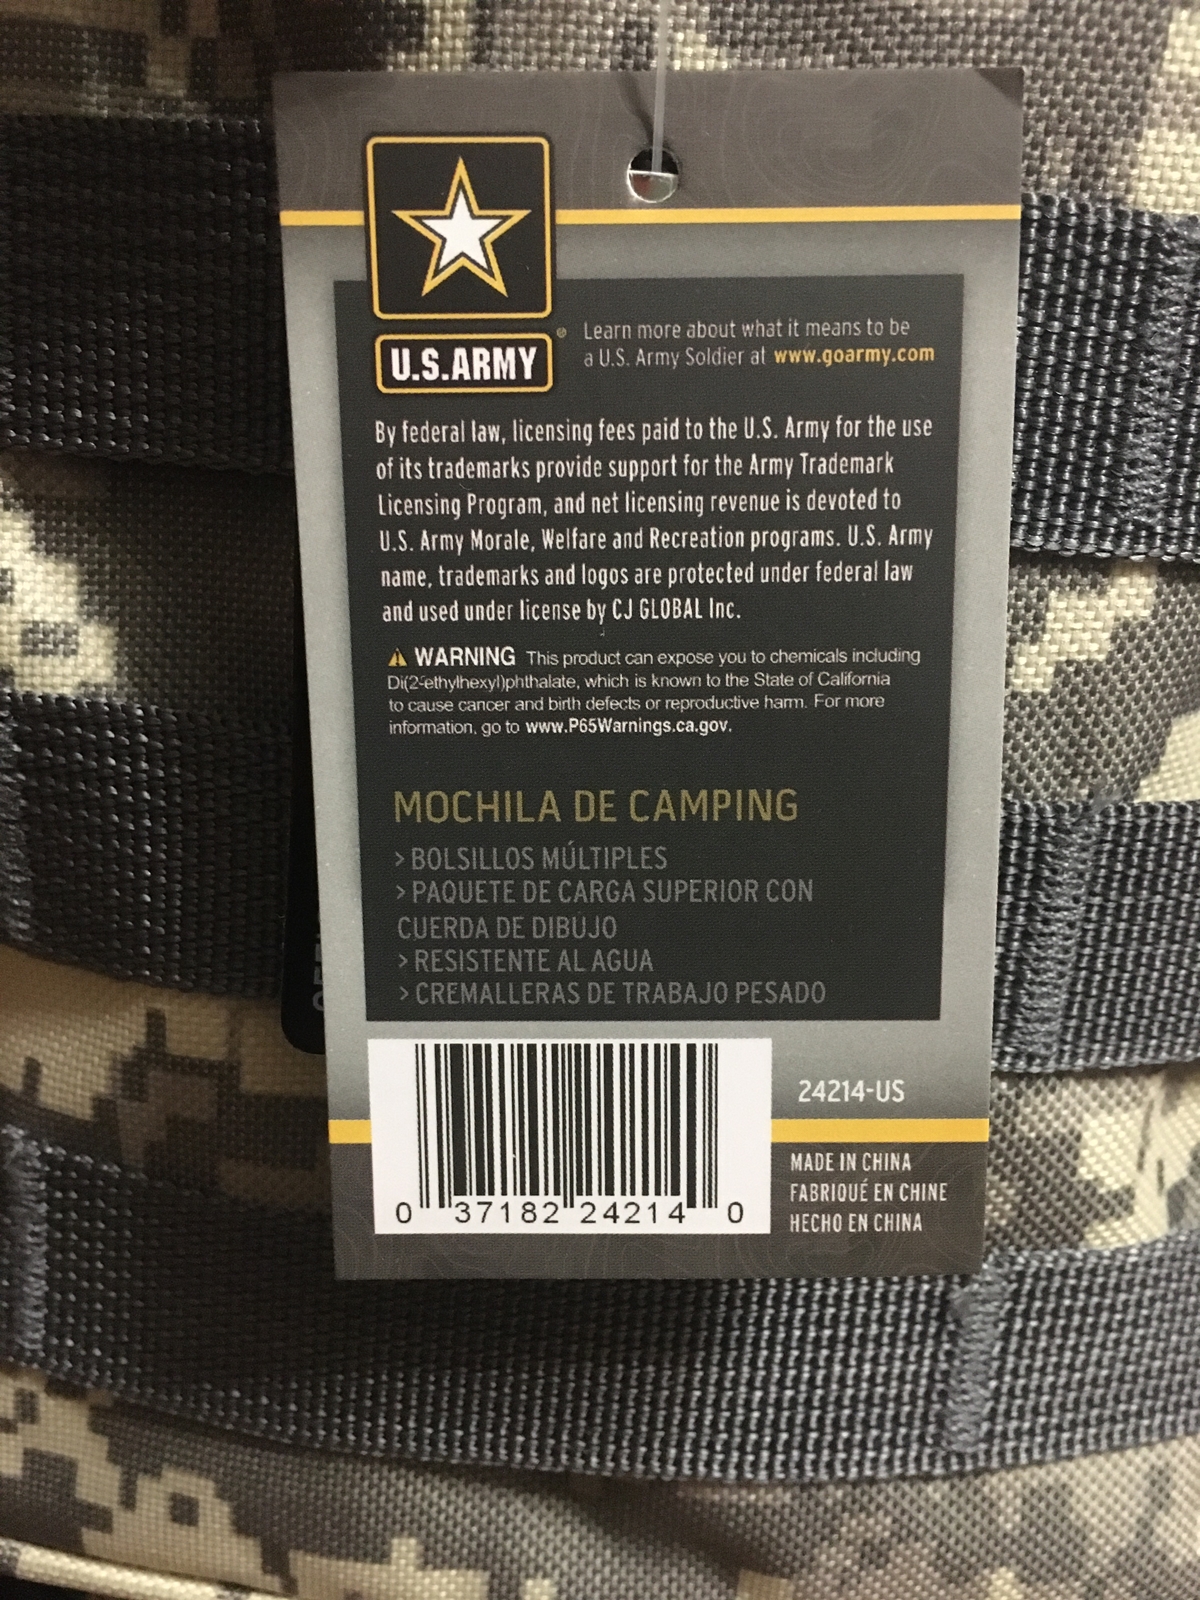 U.S.ARMY
®
Learn more about what it means to be
a U.S. Army Soldier at www.goarmy.com
By federal law, licensing fees paid to the U.S. Army for the use
of its trademarks provide support for the Army Trademark
Licensing Program, and net licensing revenue is devoted to
U.S. Army Morale, Welfare and Recreation programs. U.S. Army
name, trademarks and logos are protected under federal law
and used under license by CJ GLOBAL Inc.
WARNING This product can expose you to chemicals including
Di(2-ethylhexyl)phthalate, which is known to the State of California
to cause cancer and birth defects or reproductive harm. For more
information, go to www.P65Warnings.ca.gov.
MOCHILA DE CAMPING
> BOLSILLOS MÚLTIPLES
> PAQUETE DE CARGA SUPERIOR CON
CUERDA DE DIBUJO
> RESISTENTE AL AGUA
> CREMALLERAS DE TRABAJO PESADO
24214-US
MADE IN CHINA
FABRIQUÉ EN CHINE
HECHO EN CHINA
0 37182 24214 0